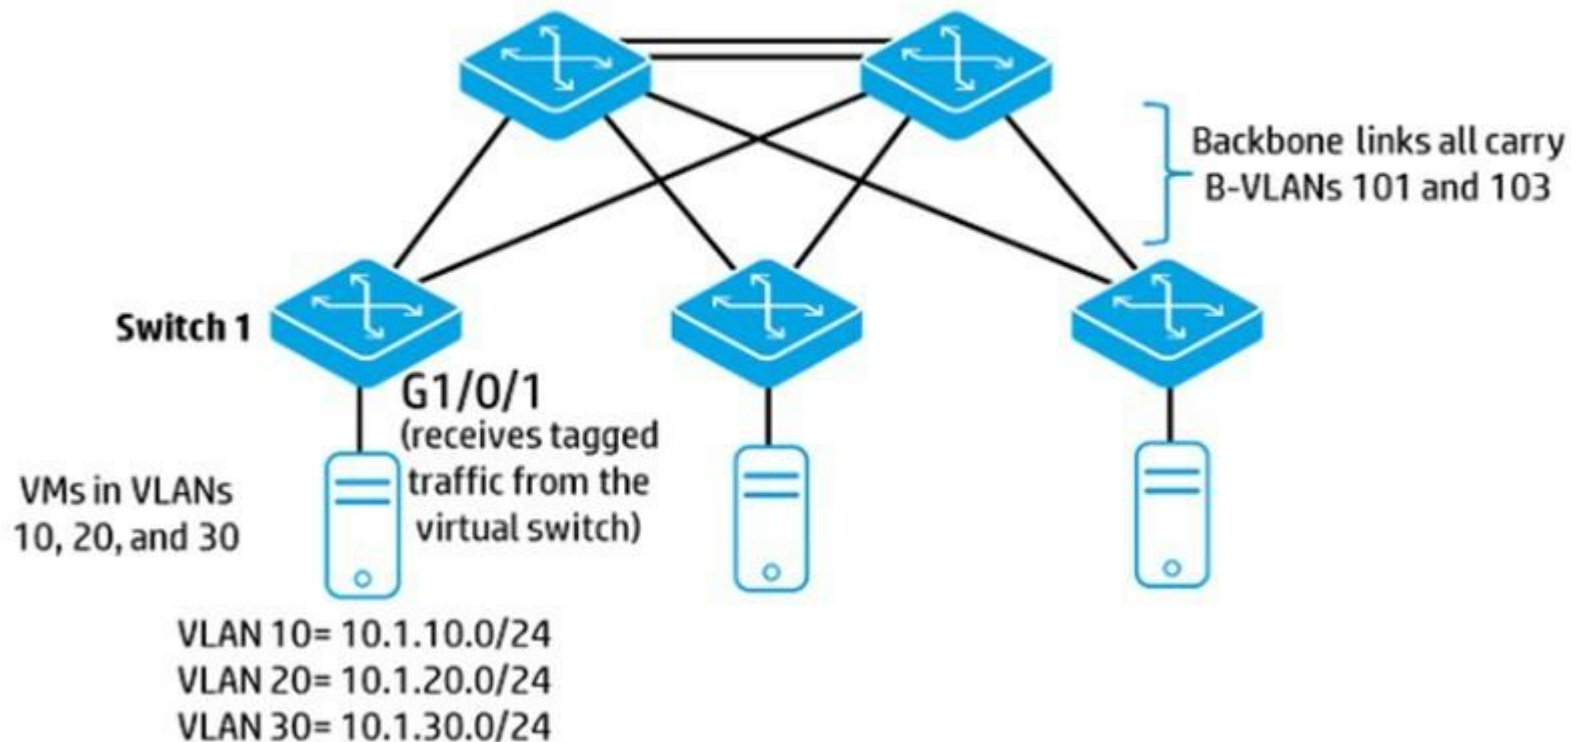 Backbone links all carry
B-VLANs 101 and 103
Switch 1
G1/0/1
(receives tagged
traffic from the
virtual switch)
VMs in VLANs
10, 20, and 30
VLAN 10= 10.1.10.0/24
VLAN 20= 10.1.20.0/24
VLAN 30= 10.1.30.0/24